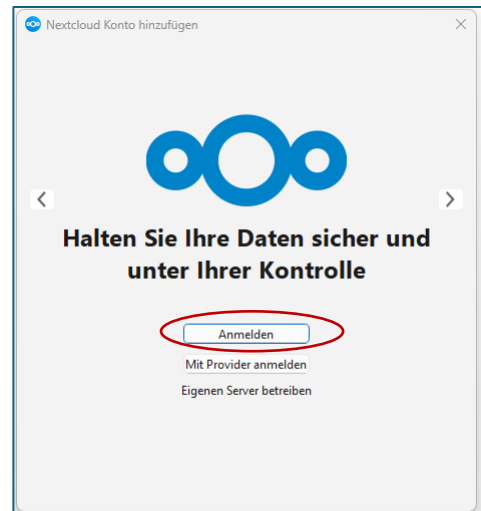 Nextcloud Konto hinzufügen
Halten Sie Ihre Daten sicher und
unter Ihrer Kontrolle
Anmelden
Mit Provider anmelden
Eigenen Server betreiben